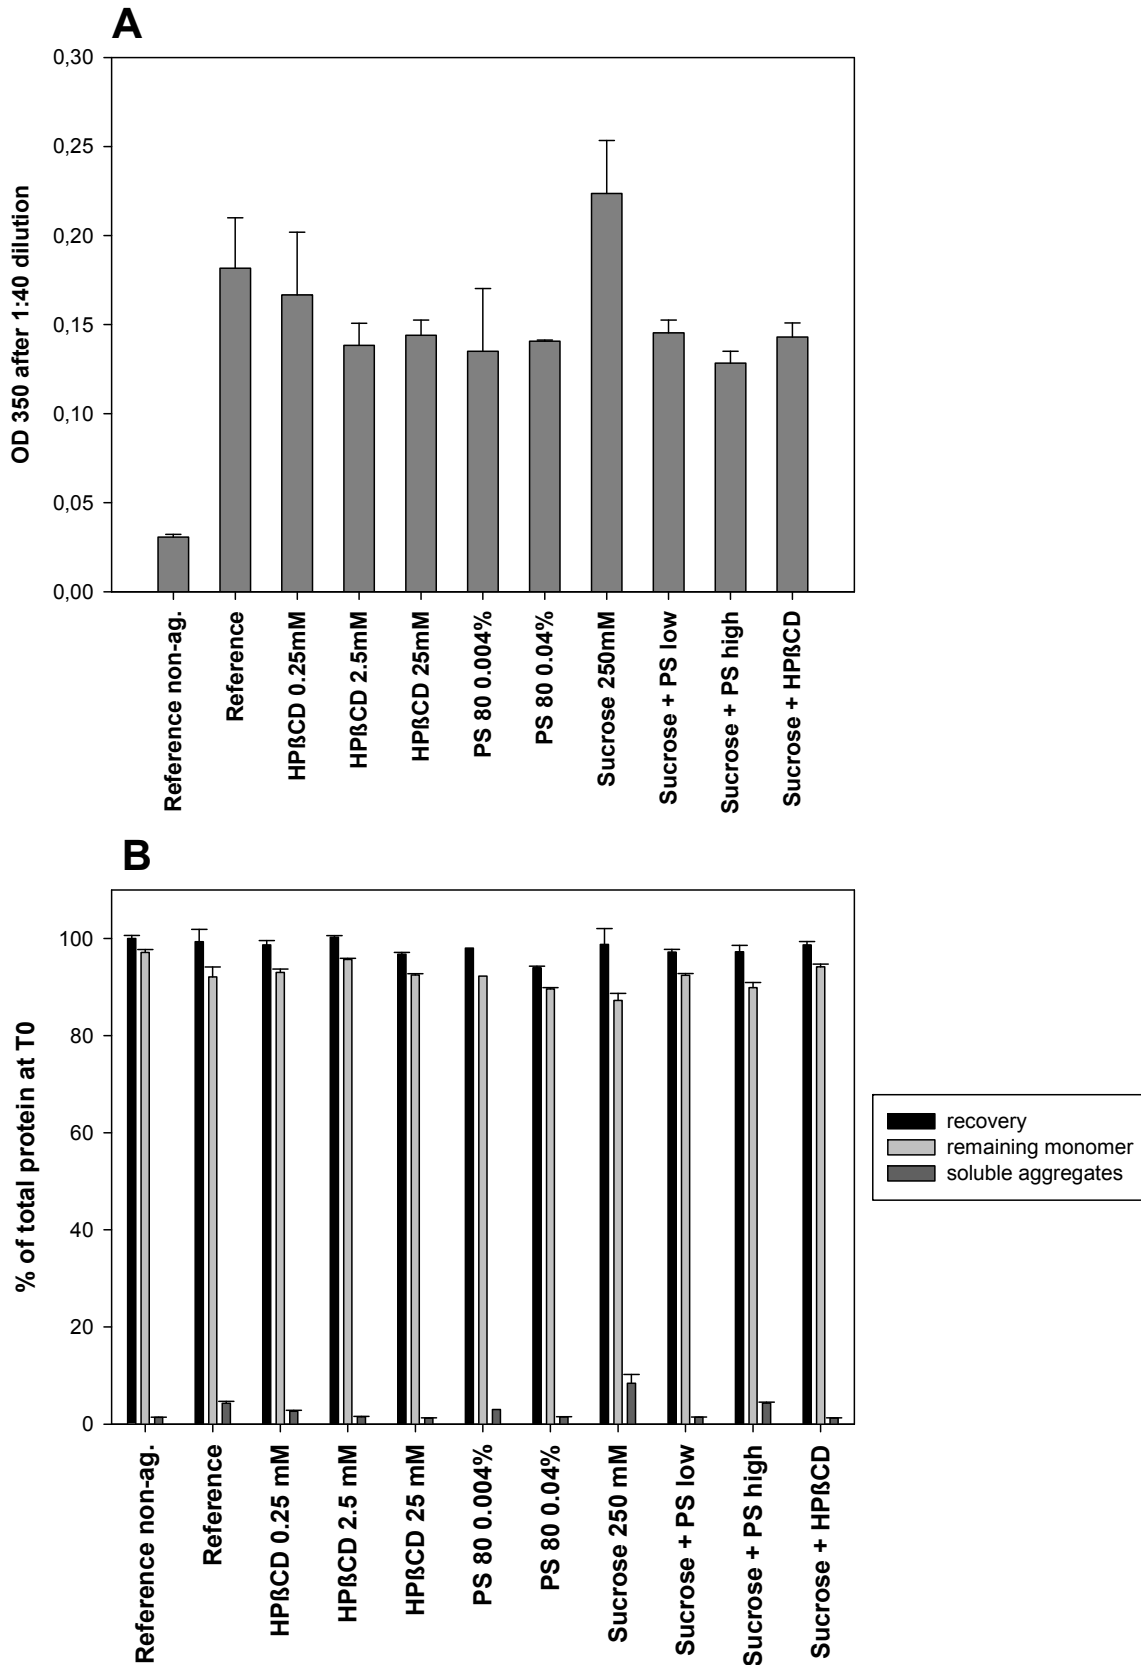 A
0,30
0,25
0,20
0,15
0,10
0,05
0,00
OD 350 after 1:40 dilution
Reference non-ag.
Reference
HPßCD 0.25mM
HPßCD 2.5mM
HPßCD 25mM
PS 80 0.004%
PS 80 0.04%
Sucrose 250mM
Sucrose + PS low
Sucrose + PS high
Sucrose + HPßCD
B
100
80
60
40
20
0
% of total protein at T0
Reference non-ag.
Reference
HPßCD 0.25 mM
HPßCD 2.5 mM
HPßCD 25 mM
PS 80 0.004%
PS 80 0.04%
Sucrose 250 mM
Sucrose + PS low
Sucrose + PS high
Sucrose + HPßCD
recovery
remaining monomer
soluble aggregates